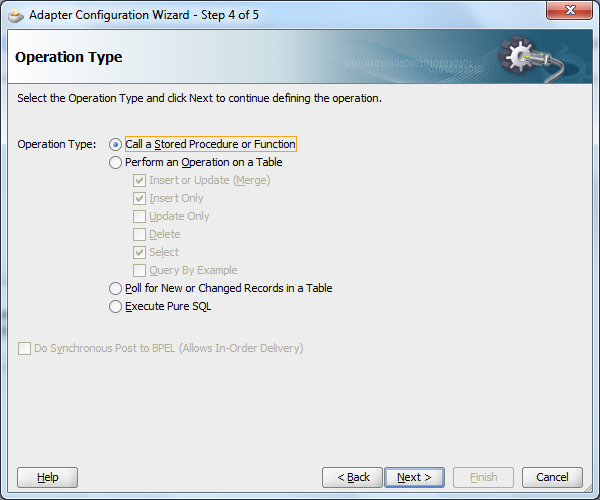 Adapter Configuration Wizard - Step 4 of 5
Operation Type
01010101010101010101010101
01010101010
Select the Operation Type and click Next to continue defining the operation.
Operation Type: Call a Stored Procedure or Function
Perform an Operation on a Table
Insert or Update (Merge)
Insert Only
Update Only
Delete
Select
Query By Example
Poll for New or Changed Records in a Table
Execute Pure SQL
Do Synchronous Post to BPEL (Allows In-Order Delivery)
Help < Back Next > Finish Cancel